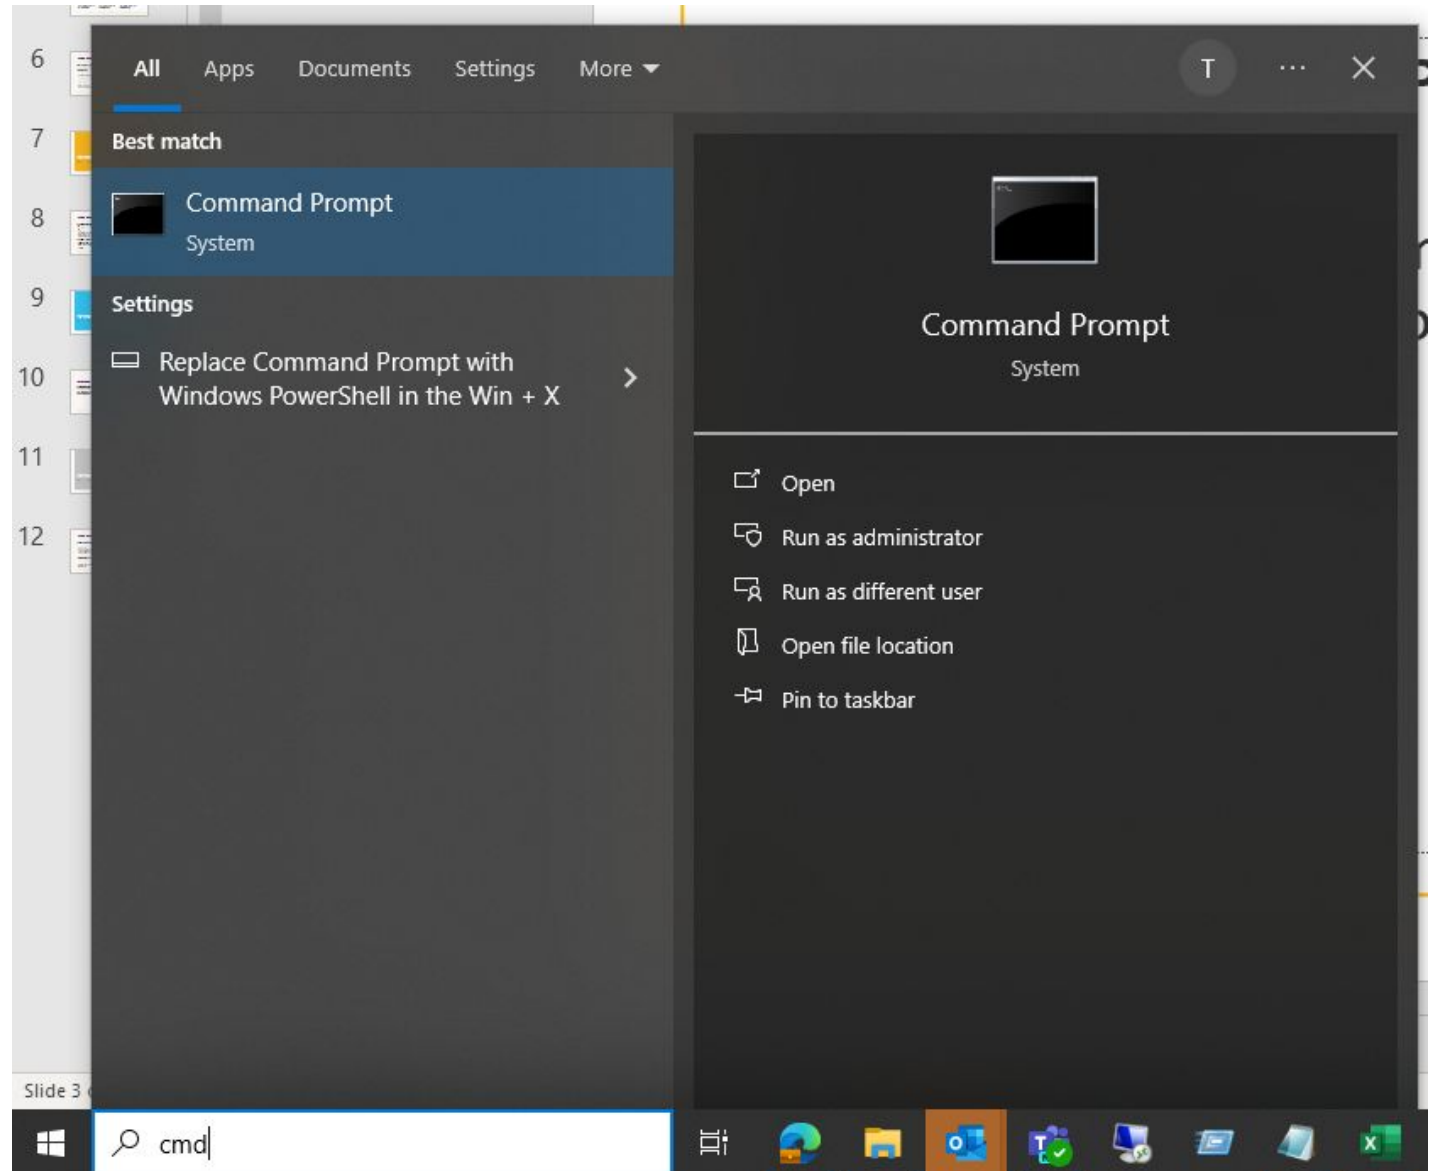 6
7
8
9
10
11
12
Slide 3
All Apps Documents Settings More
T
Best match
Command Prompt
System
Settings
Replace Command Prompt with
Windows PowerShell in the Win + X
Command Prompt
System
Open
Run as administrator
Run as different user
Open file location
Pin to taskbar
cmd